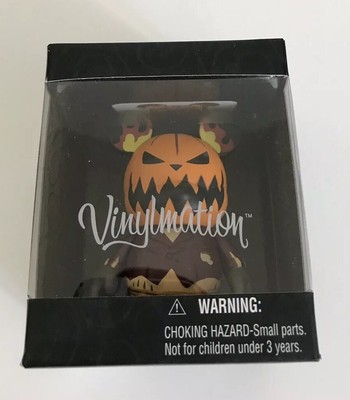 Vinylmation™
WARNING:
CHOKING HAZARD-Small parts.
Not for children under 3 years.